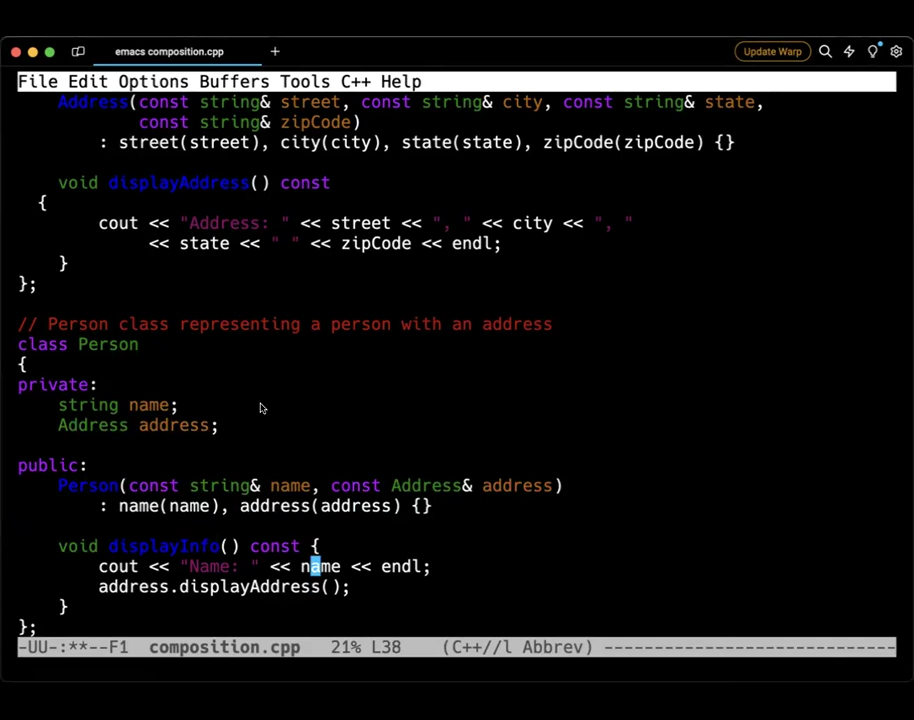 emacs composition.cpp
+
Update Warp
File Edit Options Buffers Tools C++ Help
    Address(const string& street, const string& city, const string& state,
            const string& zipCode)
        : street(street), city(city), state(state), zipCode(zipCode) {}
    void displayAddress() const
  {
        cout << "Address: " << street << ", " << city << ", "
             << state << " " << zipCode << endl;
    }
};
// Person class representing a person with an address
class Person
{
private:
    string name;
    Address address;
public:
    Person(const string& name, const Address& address)
        : name(name), address(address) {}
    void displayInfo() const {
        cout << "Name: " << name << endl;
        address.displayAddress();
    }
};
-UU-:**--F1  composition.cpp   21% L38    (C++//l Abbrev) -----------------------------